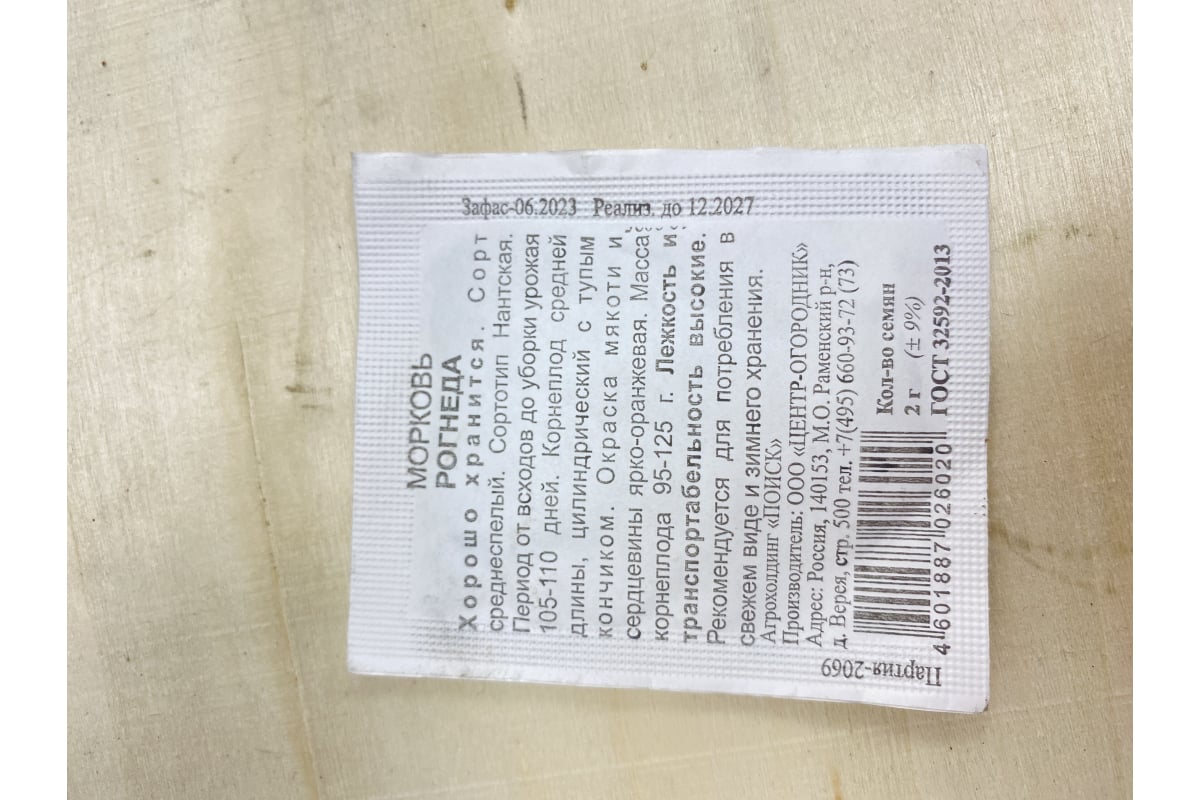 МОРКОВЬ
РОГНЕДА
Хорошо хранится. Сорт
среднеспелый. Сортотип Нантская.
Период от всходов до уборки урожая
105-110 дней. Корнеплод средней
длины, цилиндрический с тупым
кончиком. Окраска мякоти и
сердцевины ярко-оранжевая. Масса
корнеплода 95-125 г. Лежкость и
транспортабельность высокие.
Рекомендуется для потребления в
свежем виде и зимнего хранения.
Агрохолдинг «ПОИСК»
Производитель: ООО «ЦЕНТР-ОГОРОДНИК»
Адрес: Россия, 140153, М.О. Раменский р-н,
д. Верея, стр. 500 тел. +7(495) 660-93-72 (73)
Кол-во семян
2 г (± 9%)
4 601887 026020
ГОСТ 32592-2013
Зафас-06.2023 Реализ. до 12.2027
Партия-2069